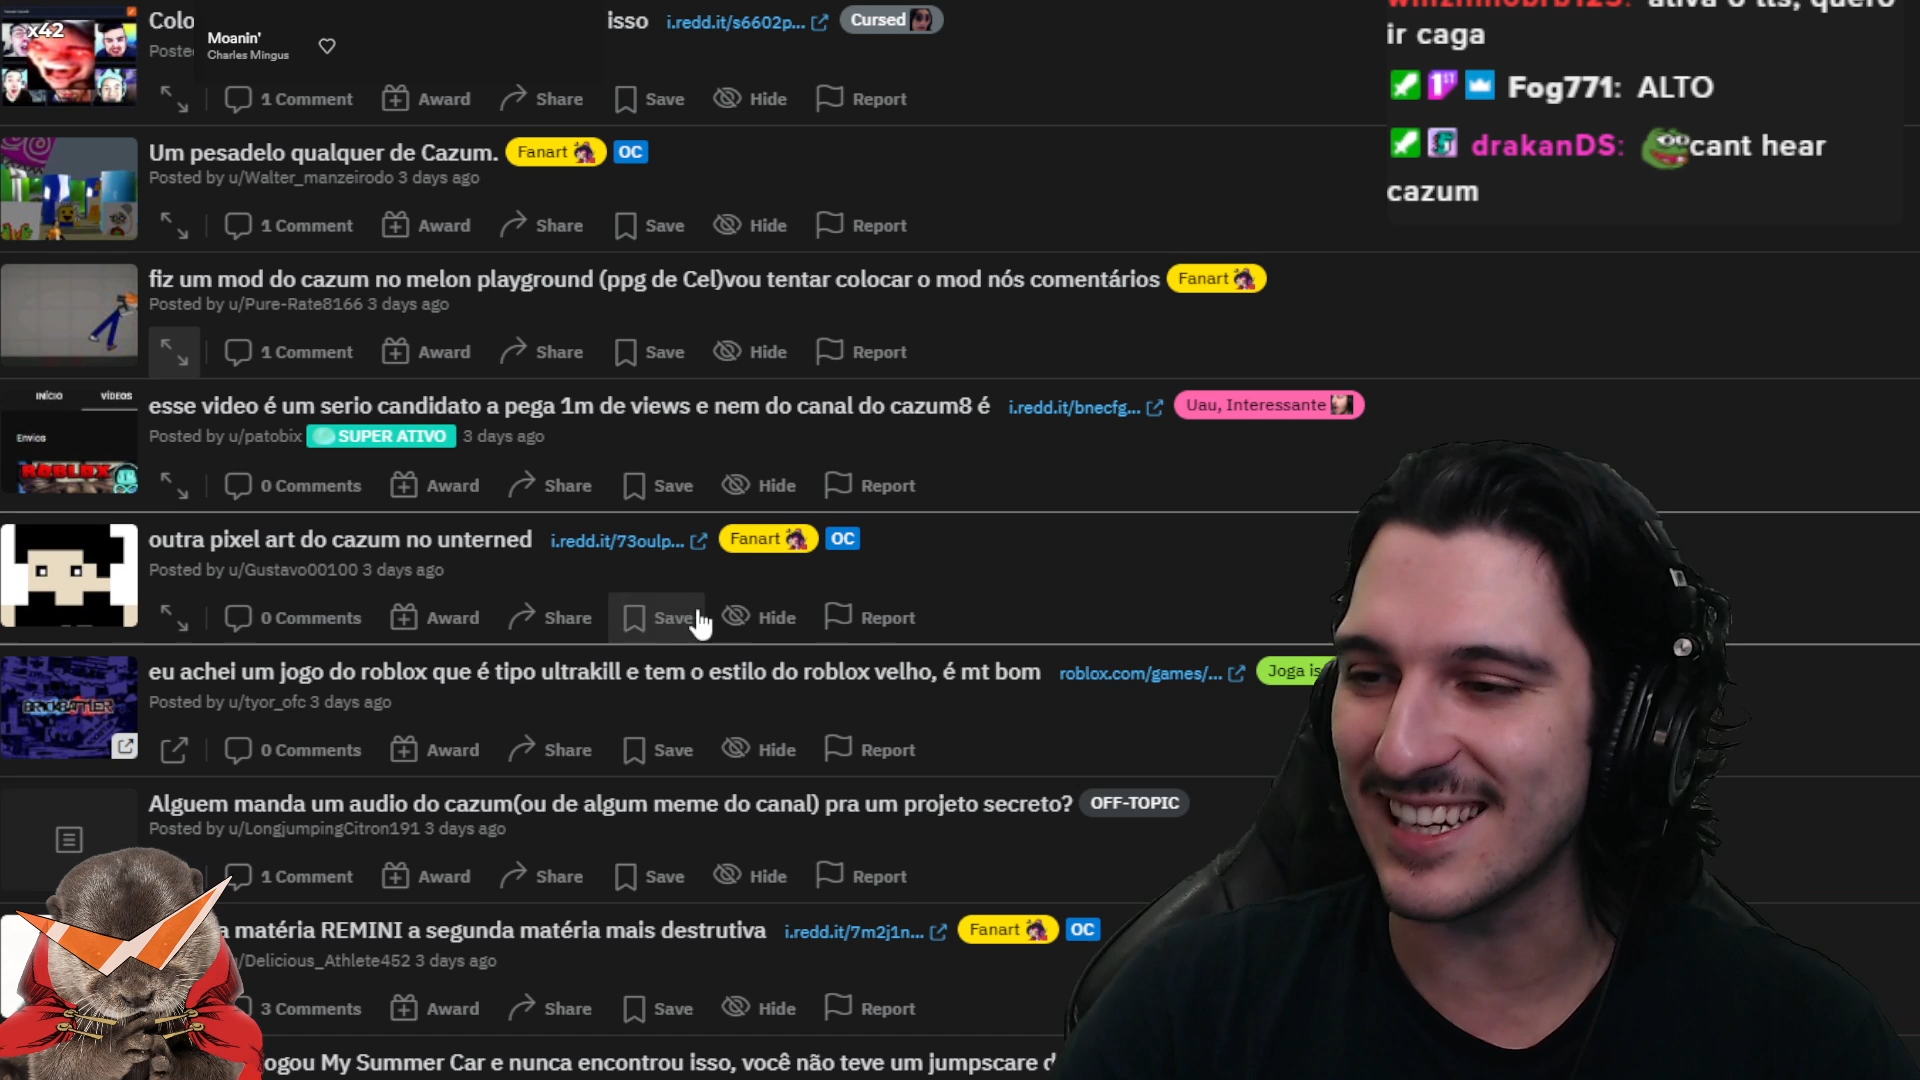 x42
Colo
isso i.redd.it/s6602p... Cursed
Moanin'
Charles Mingus
Poste
1 Comment Award Share Save Hide Report
Um pesadelo qualquer de Cazum. Fanart OC
Posted by u/Walter_manzeirodo 3 days ago
1 Comment Award Share Save Hide Report
fiz um mod do cazum no melon playground (ppg de Cel)vou tentar colocar o mod nós comentários Fanart
Posted by u/Pure-Rate8166 3 days ago
1 Comment Award Share Save Hide Report
INÍCIO VÍDEOS
Envios
ROBLOX
esse video é um serio candidato a pega 1m de views e nem do canal do cazum8 é i.redd.it/bnecfg... Uau, Interessante
Posted by u/patobix SUPER ATIVO 3 days ago
0 Comments Award Share Save Hide Report
outra pixel art do cazum no unterned i.redd.it/73oulp... Fanart OC
Posted by u/Gustavo00100 3 days ago
0 Comments Award Share Save Hide Report
BRICKBATTLER
eu achei um jogo do roblox que é tipo ultrakill e tem o estilo do roblox velho, é mt bom roblox.com/games/... Joga is
Posted by u/tyor_ofc 3 days ago
0 Comments Award Share Save Hide Report
Alguem manda um audio do cazum(ou de algum meme do canal) pra um projeto secreto? OFF-TOPIC
Posted by u/LongjumpingCitron191 3 days ago
1 Comment Award Share Save Hide Report
a matéria REMINI a segunda matéria mais destrutiva i.redd.it/7m2j1n... Fanart OC
/Delicious_Athlete452 3 days ago
3 Comments Award Share Save Hide Report
ogou My Summer Car e nunca encontrou isso, você não teve um jumpscare d
ativa o tts, quero
ir caga
Fog771: ALTO
drakanDS: cant hear
cazum